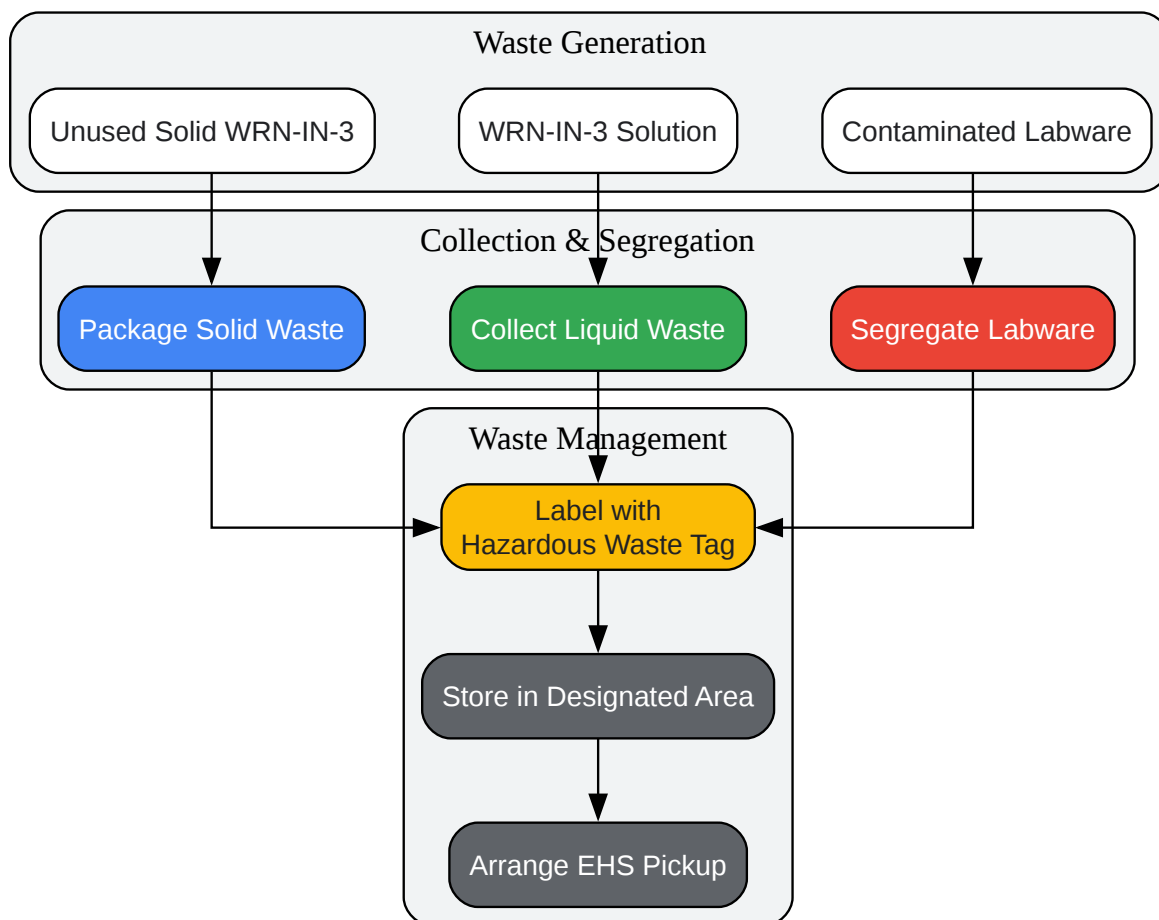 Waste Generation
Unused Solid WRN-IN-3
WRN-IN-3 Solution
Contaminated Labware
Collection & Segregation
Package Solid Waste
Collect Liquid Waste
Segregate Labware
Waste Management
Label with
Hazardous Waste Tag
Store in Designated Area
Arrange EHS Pickup